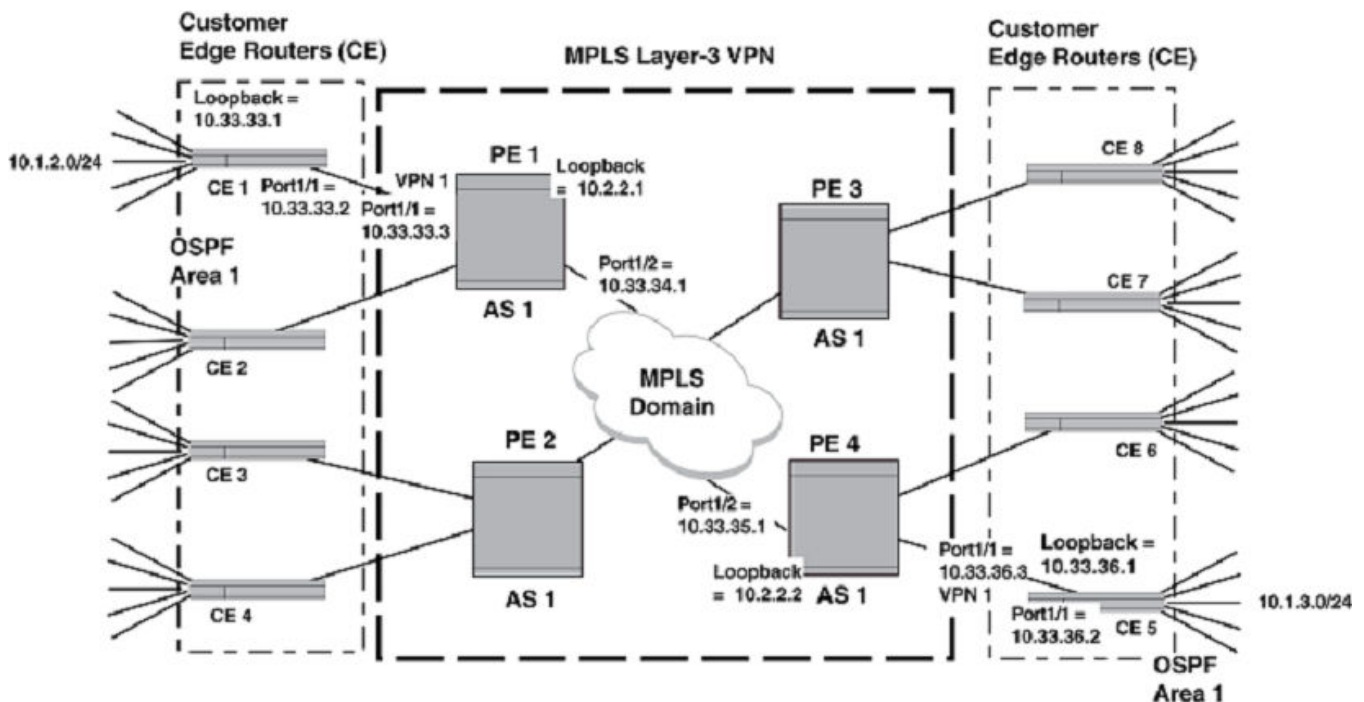 Customer
Edge Routers (CE)
Loopback =
10.33.33.1
10.1.2.0/24
CE 1
Port1/1 =
10.33.33.2
OSPF
Area 1
CE 2
CE 3
CE 4
MPLS Layer-3 VPN
VPN 1
Port1/1 =
10.33.33.3
PE 1
Loopback
= 10.2.2.1
AS 1
Port1/2 =
10.33.34.1
PE 3
AS 1
MPLS
Domain
PE 2
AS 1
PE 4
Port1/2 =
10.33.35.1
Loopback
= 10.2.2.2
AS 1
Port1/1 =
10.33.36.3
VPN 1
Customer
Edge Routers (CE)
CE 8
CE 7
CE 6
Loopback =
10.33.36.1
Port1/1 =
10.33.36.2
CE 5
10.1.3.0/24
OSPF
Area 1